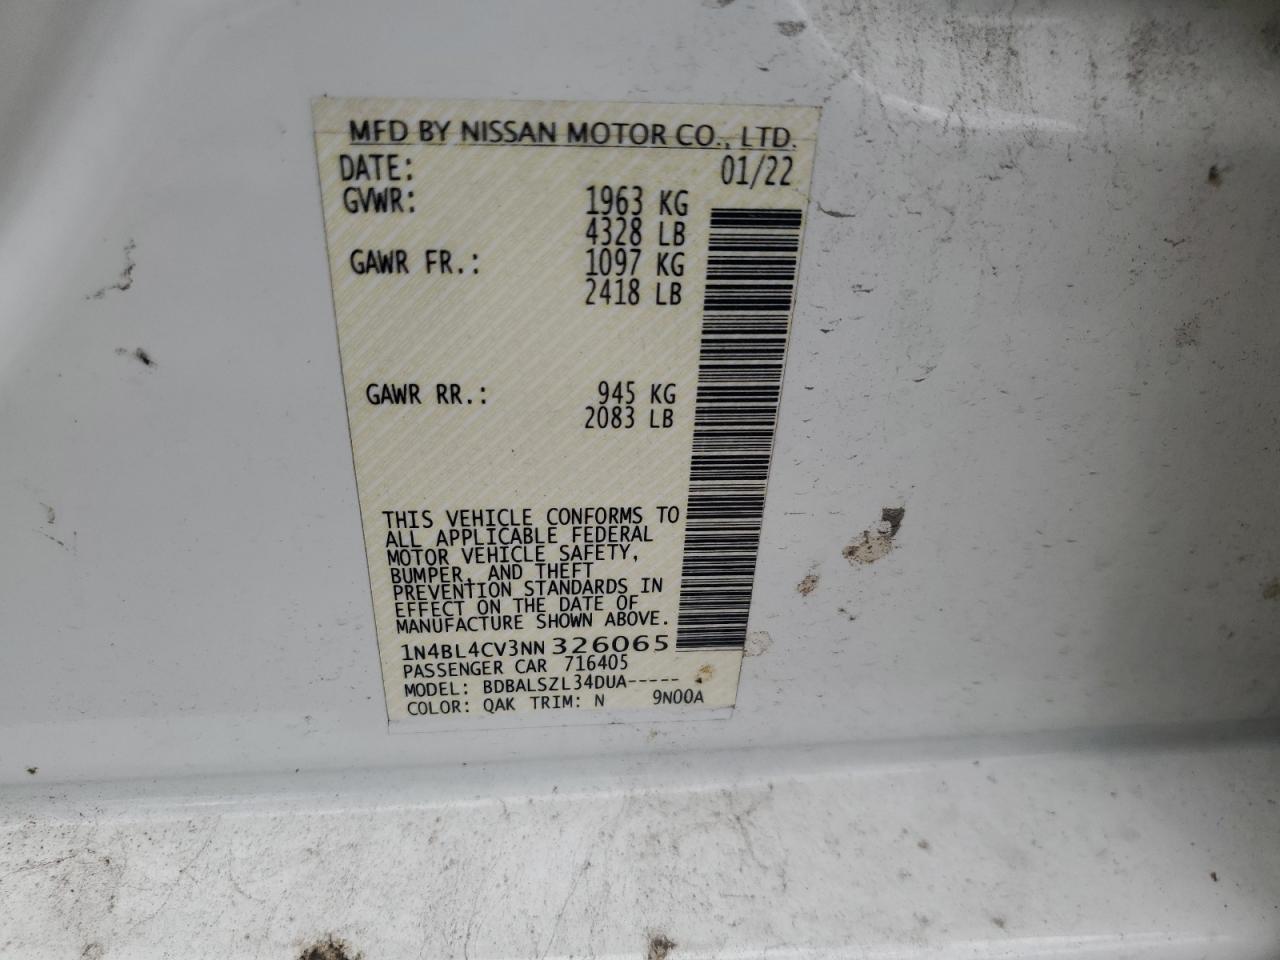 MFD BY NISSAN MOTOR CO., LTD.
DATE: 01/22
GVWR: 1963 KG
4328 LB
GAWR FR.: 1097 KG
2418 LB
GAWR RR.: 945 KG
2083 LB
THIS VEHICLE CONFORMS TO
ALL APPLICABLE FEDERAL
MOTOR VEHICLE SAFETY,
BUMPER, AND THEFT
PREVENTION STANDARDS IN
EFFECT ON THE DATE OF
MANUFACTURE SHOWN ABOVE.
1N4BL4CV3NN 326065
PASSENGER CAR 716405
MODEL: BDBALSZL34DUA-----
COLOR: QAK TRIM: N 9N00A